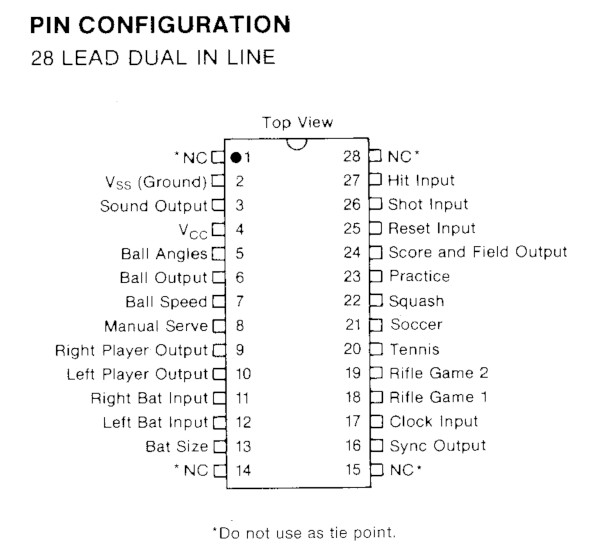 PIN CONFIGURATION
28 LEAD DUAL IN LINE
Top View
*NC 1 28 NC*
VSS (Ground) 2 27 Hit Input
Sound Output 3 26 Shot Input
VCC 4 25 Reset Input
Ball Angles 5 24 Score and Field Output
Ball Output 6 23 Practice
Ball Speed 7 22 Squash
Manual Serve 8 21 Soccer
Right Player Output 9 20 Tennis
Left Player Output 10 19 Rifle Game 2
Right Bat Input 11 18 Rifle Game 1
Left Bat Input 12 17 Clock Input
Bat Size 13 16 Sync Output
*NC 14 15 NC*
*Do not use as tie point.